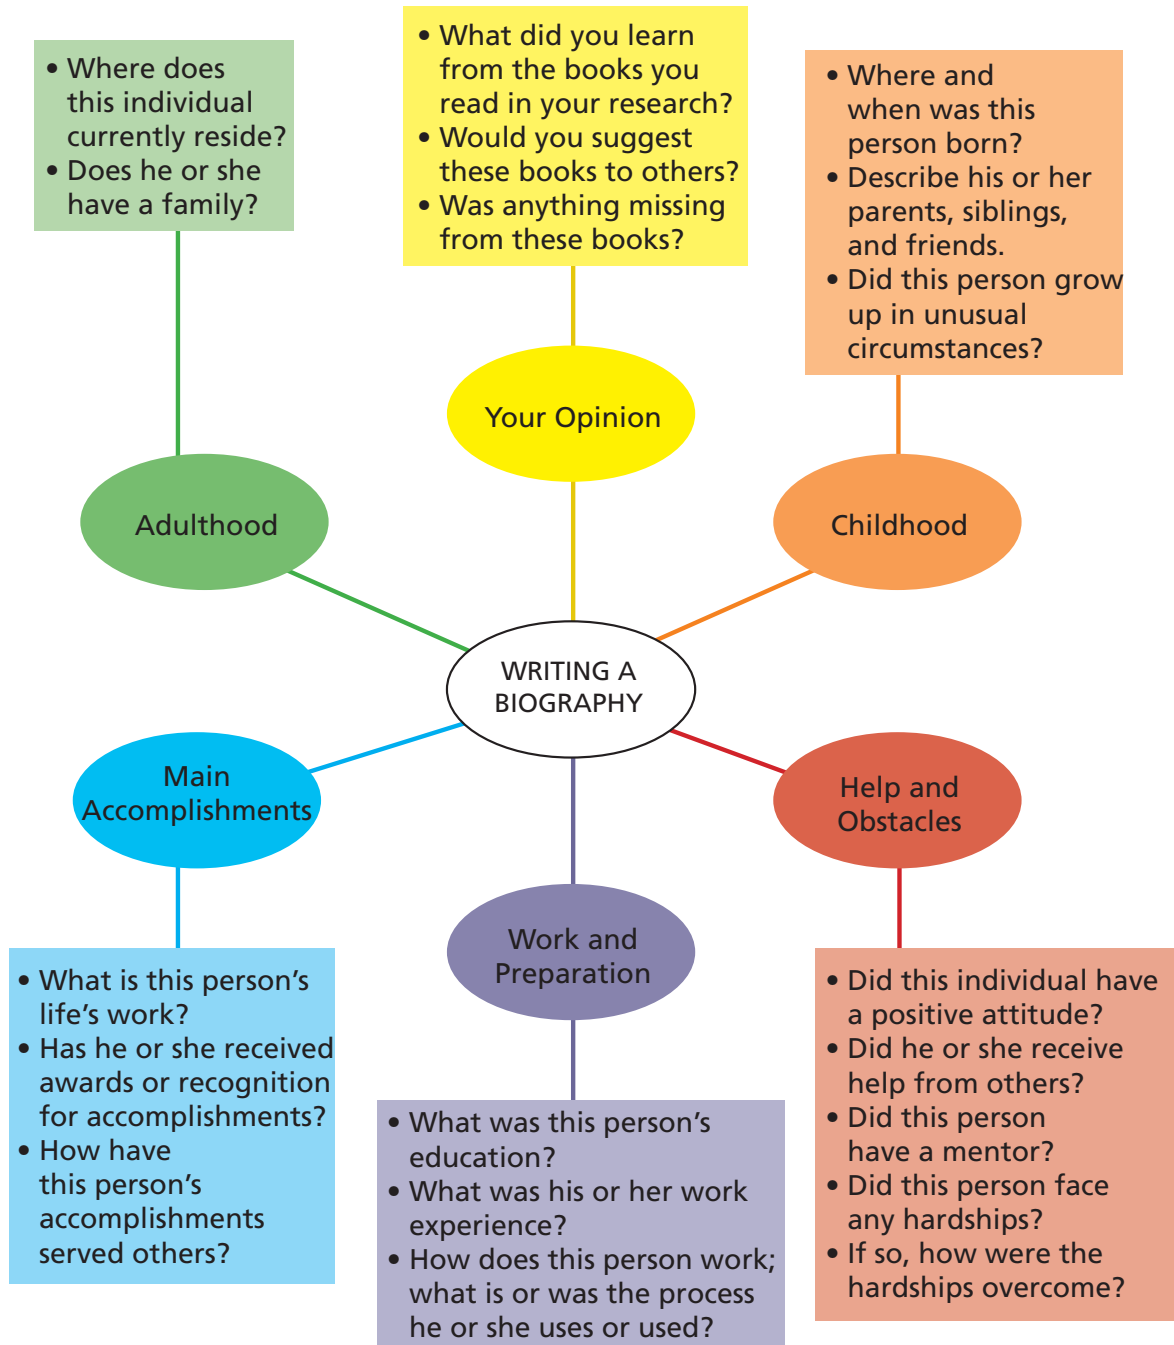 • Where does
this individual
currently reside?
• Does he or she
have a family?
• What did you learn
from the books you
read in your research?
• Would you suggest
these books to others?
• Was anything missing
from these books?
• Where and
when was this
person born?
• Describe his or her
parents, siblings,
and friends.
• Did this person grow
up in unusual
circumstances?
Your Opinion
Adulthood
Childhood
WRITING A
BIOGRAPHY
Main
Accomplishments
Help and
Obstacles
Work and
Preparation
• What is this person’s
life’s work?
• Has he or she received
awards or recognition
for accomplishments?
• How have
this person’s
accomplishments
served others?
• What was this person’s
education?
• What was his or her work
experience?
• How does this person work;
what is or was the process
he or she uses or used?
• Did this individual have
a positive attitude?
• Did he or she receive
help from others?
• Did this person
have a mentor?
• Did this person face
any hardships?
• If so, how were the
hardships overcome?